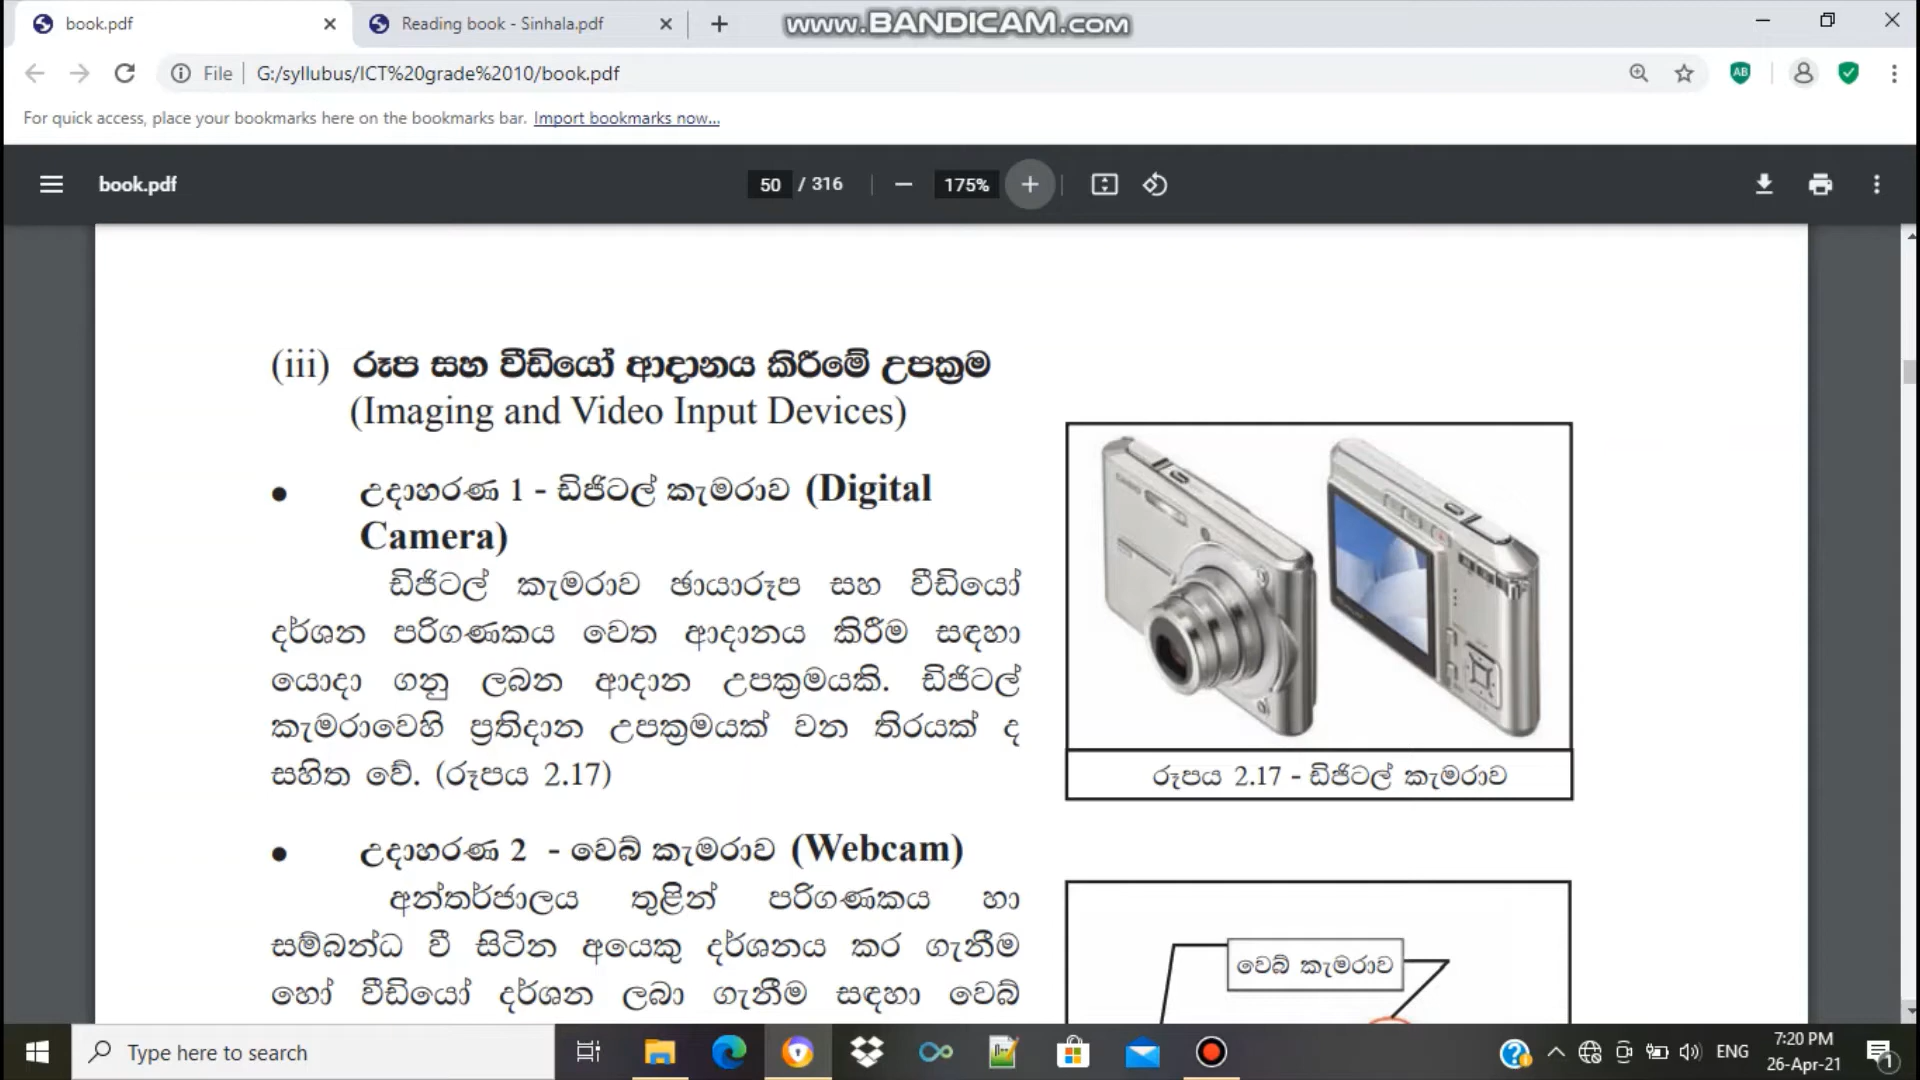 book.pdf
Reading book - Sinhala.pdf
www.BANDICAM.com
File
G:/syllubus/ICT%20grade%2010/book.pdf
AB
For quick access, place your bookmarks here on the bookmarks bar. Import bookmarks now...
book.pdf
50 / 316
175%
(iii) රූප සහ වීඩියෝ ආදානය කිරීමේ උපක්‍රම
(Imaging and Video Input Devices)
• උදාහරණ 1 - ඩිජිටල් කැමරාව (Digital
Camera)
ඩිජිටල් කැමරාව ඡායාරූප සහ වීඩියෝ
දර්ශන පරිගණකය වෙත ආදානය කිරීම සඳහා
යොදා ගනු ලබන ආදාන උපක්‍රමයකි. ඩිජිටල්
කැමරාවෙහි ප්‍රතිදාන උපක්‍රමයක් වන තිරයක් ද
සහිත වේ. (රූපය 2.17)
රූපය 2.17 - ඩිජිටල් කැමරාව
• උදාහරණ 2 - වෙබ් කැමරාව (Webcam)
අන්තර්ජාලය තුළින් පරිගණකය හා
සම්බන්ධ වී සිටින අයෙකු දර්ශනය කර ගැනීම
හෝ වීඩියෝ දර්ශන ලබා ගැනීම සඳහා වෙබ්
වෙබ් කැමරාව
Type here to search
ENG
7:20 PM
26-Apr-21
1